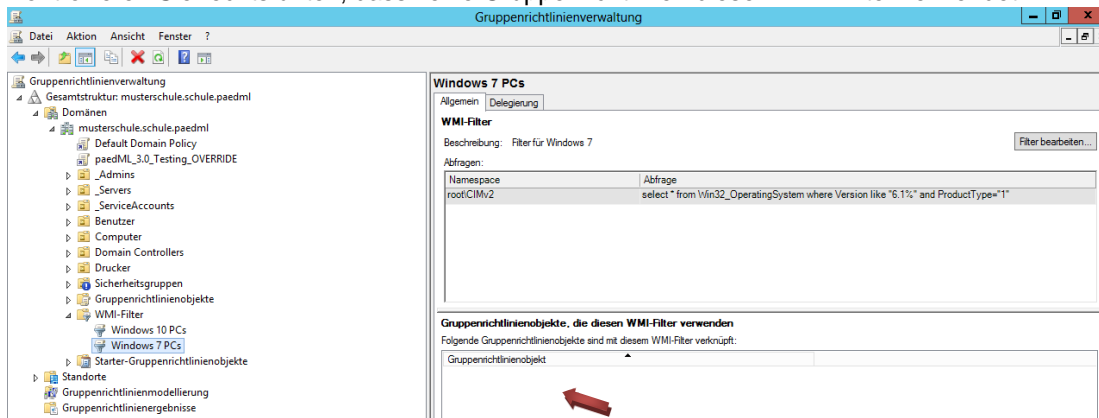 Gruppenrichtlinienverwaltung
Datei Aktion Ansicht Fenster ?
Gruppenrichtlinienverwaltung
Gesamtstruktur: musterschule.schule.paedml
Domänen
musterschule.schule.paedml
Default Domain Policy
paedML_3.0_Testing_OVERRIDE
_Admins
_Servers
_ServiceAccounts
Benutzer
Computer
Domain Controllers
Drucker
Sicherheitsgruppen
Gruppenrichtlinienobjekte
WMI-Filter
Windows 10 PCs
Windows 7 PCs
Starter-Gruppenrichtlinienobjekte
Standorte
Gruppenrichtlinienmodellierung
Gruppenrichtlinienergebnisse
Windows 7 PCs
Allgemein Delegierung
WMI-Filter
Beschreibung: Filter für Windows 7 Filter bearbeiten...
Abfragen:
Namespace Abfrage
root\CIMv2 select * from Win32_OperatingSystem where Version like "6.1%" and ProductType="1"
Gruppenrichtlinienobjekte, die diesen WMI-Filter verwenden
Folgende Gruppenrichtlinienobjekte sind mit diesem WMI-Filter verknüpft:
Gruppenrichtlinienobjekt